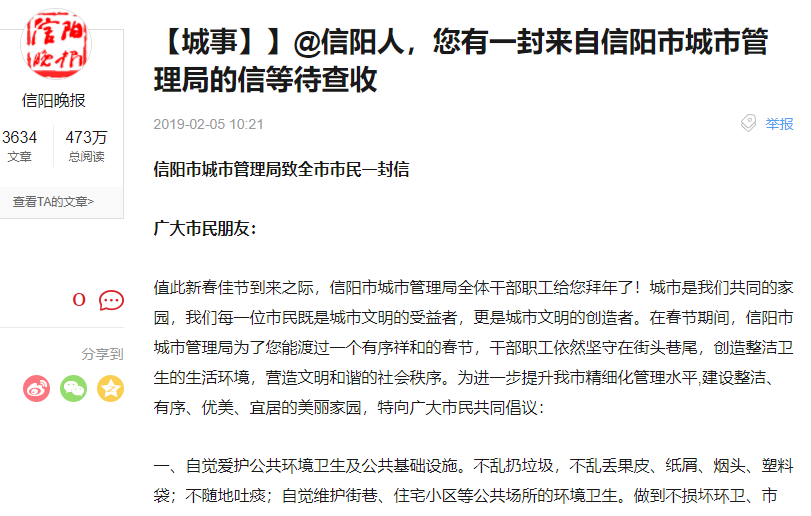 信阳晚报
信阳晚报
3634
473万
文章
总阅读
查看TA的文章>
0
分享到
【城事】】@信阳人，您有一封来自信阳市城市管
理局的信等待查收
2019-02-05 10:21
举报
信阳市城市管理局致全市市民一封信
广大市民朋友：
值此新春佳节到来之际，信阳市城市管理局全体干部职工给您拜年了！城市是我们共同的家
园，我们每一位市民既是城市文明的受益者，更是城市文明的创造者。在春节期间，信阳市
城市管理局为了您能渡过一个有序祥和的春节，干部职工依然坚守在街头巷尾，创造整洁卫
生的生活环境，营造文明和谐的社会秩序。为进一步提升我市精细化管理水平,建设整洁、
有序、优美、宜居的美丽家园，特向广大市民共同倡议：
一、自觉爱护公共环境卫生及公共基础设施。不乱扔垃圾，不乱丢果皮、纸屑、烟头、塑料
袋；不随地吐痰；自觉维护街巷、住宅小区等公共场所的环境卫生。做到不损坏环卫、市